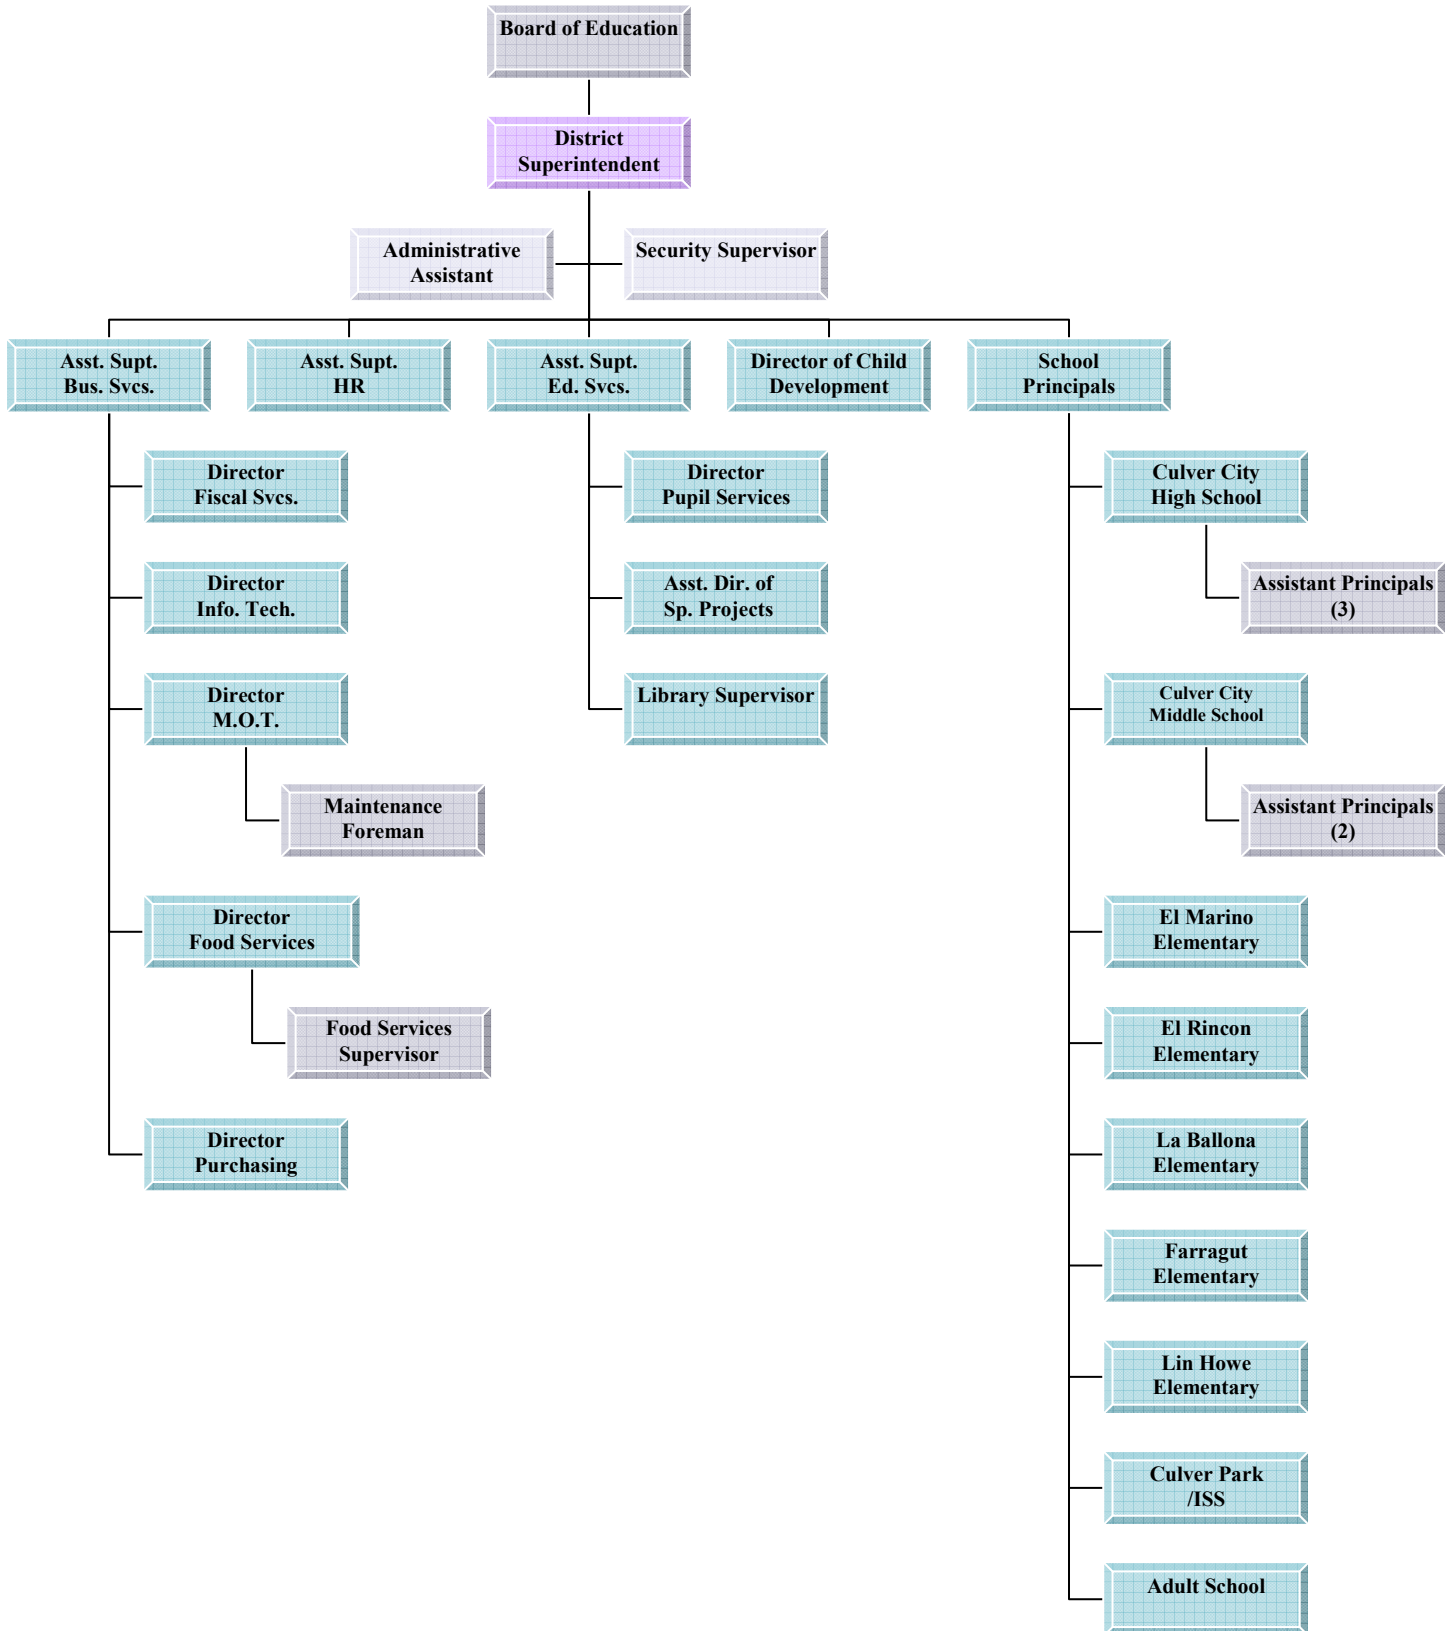 Board of Education
District
Superintendent
Administrative
Assistant
Security Supervisor
Asst. Supt.
Bus. Svcs.
Asst. Supt.
HR
Asst. Supt.
Ed. Svcs.
Director of Child
Development
School
Principals
Director
Fiscal Svcs.
Director
Info. Tech.
Director
M.O.T.
Maintenance
Foreman
Director
Food Services
Food Services
Supervisor
Director
Purchasing
Director
Pupil Services
Asst. Dir. of
Sp. Projects
Library Supervisor
Culver City
High School
Assistant Principals
(3)
Culver City
Middle School
Assistant Principals
(2)
El Marino
Elementary
El Rincon
Elementary
La Ballona
Elementary
Farragut
Elementary
Lin Howe
Elementary
Culver Park
/ISS
Adult School